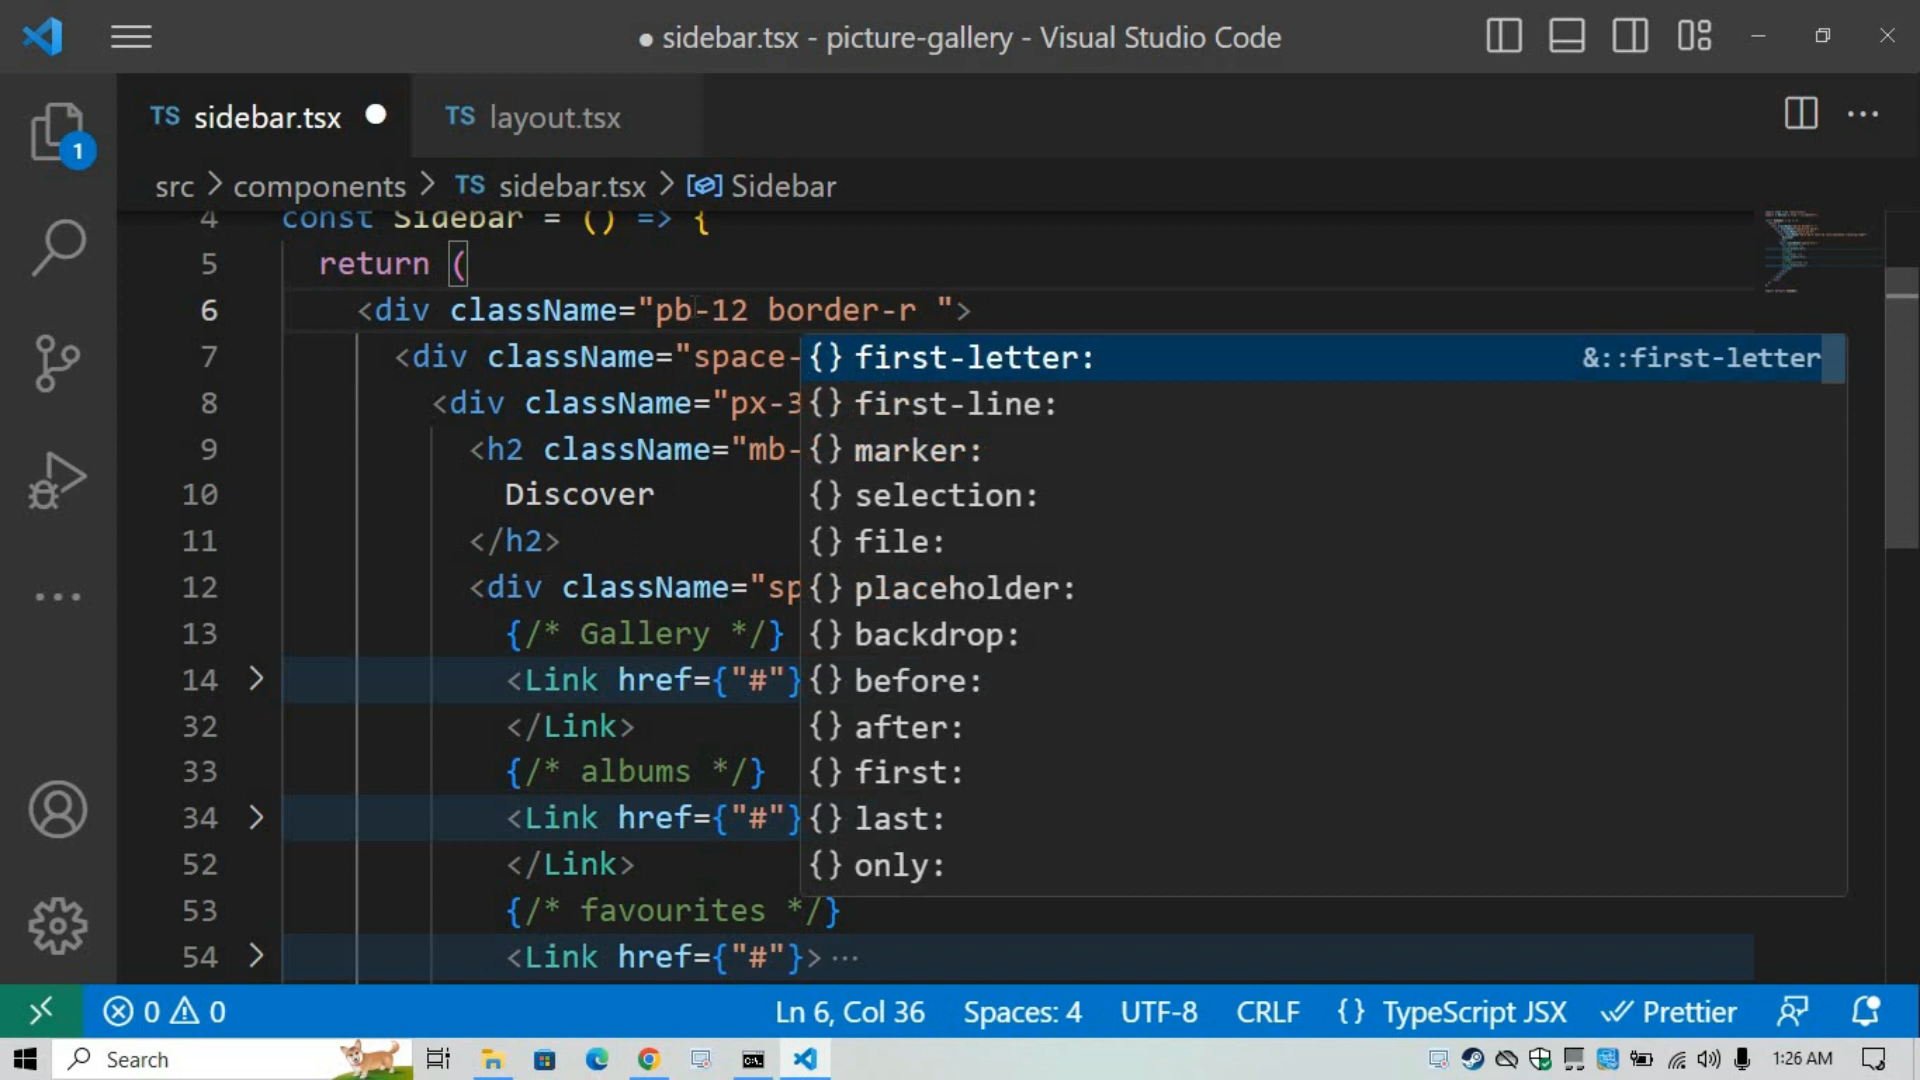 ● sidebar.tsx - picture-gallery - Visual Studio Code
TS sidebar.tsx ●
TS layout.tsx
1
src > components > TS sidebar.tsx > Sidebar
4 const Sidebar = () => {
5 return (
6 <div className="pb-12 border-r ">
7 <div className="space-
8 <div className="px-3
9 <h2 className="mb-
10 Discover
11 </h2>
12 <div className="sp
13 {/* Gallery */}
14 <Link href={"#"}
32 </Link>
33 {/* albums */}
34 <Link href={"#"}
52 </Link>
53 {/* favourites */}
54 <Link href={"#"}> ···
{} first-letter: &::first-letter
{} first-line:
{} marker:
{} selection:
{} file:
{} placeholder:
{} backdrop:
{} before:
{} after:
{} first:
{} last:
{} only:
0 0 Ln 6, Col 36 Spaces: 4 UTF-8 CRLF {} TypeScript JSX Prettier
Search 1:26 AM